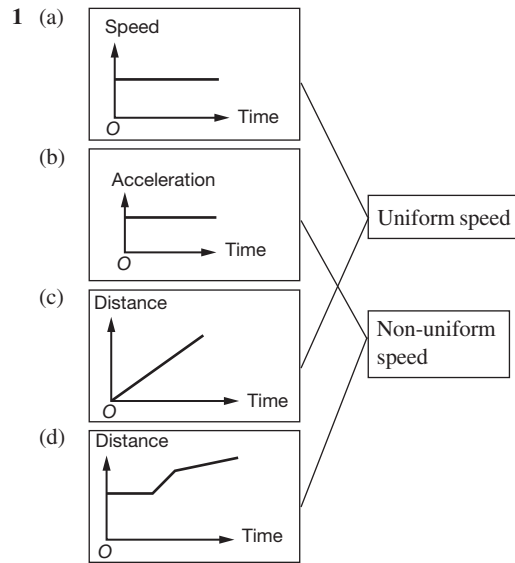 1 (a)
Speed
Time
O
(b)
Acceleration
Time
O
Uniform speed
(c)
Distance
Time
O
Non-uniform
speed
(d)
Distance
Time
O